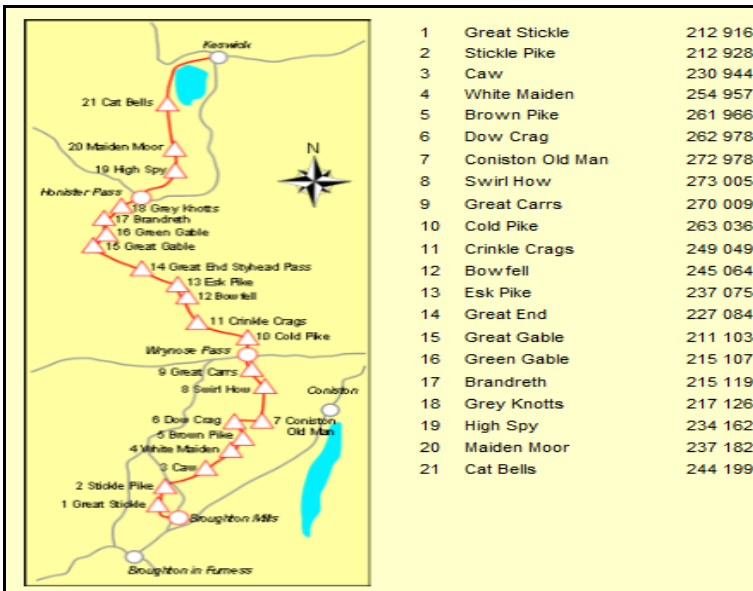 Keswick
21 Cat Bells
20 Maiden Moor
N
19 High Spy
Honister Pass
18 Grey Knotts
17 Brandreth
16 Green Gable
15 Great Gable
14 Great End Styhead Pass
13 Esk Pike
12 Bowfell
11 Crinkle Crags
10 Cold Pike
Wrynose Pass
9 Great Carrs
8 Swirl How
Coniston
6 Dow Crag
7 Coniston
Old Man
5 Brown Pike
4 White Maiden
3 Caw
2 Stickle Pike
1 Great Stickle
Broughton Mills
Broughton in Furness
1 Great Stickle 212 916
2 Stickle Pike 212 928
3 Caw 230 944
4 White Maiden 254 957
5 Brown Pike 261 966
6 Dow Crag 262 978
7 Coniston Old Man 272 978
8 Swirl How 273 005
9 Great Carrs 270 009
10 Cold Pike 263 036
11 Crinkle Crags 249 049
12 Bowfell 245 064
13 Esk Pike 237 075
14 Great End 227 084
15 Great Gable 211 103
16 Green Gable 215 107
17 Brandreth 215 119
18 Grey Knotts 217 126
19 High Spy 234 162
20 Maiden Moor 237 182
21 Cat Bells 244 199